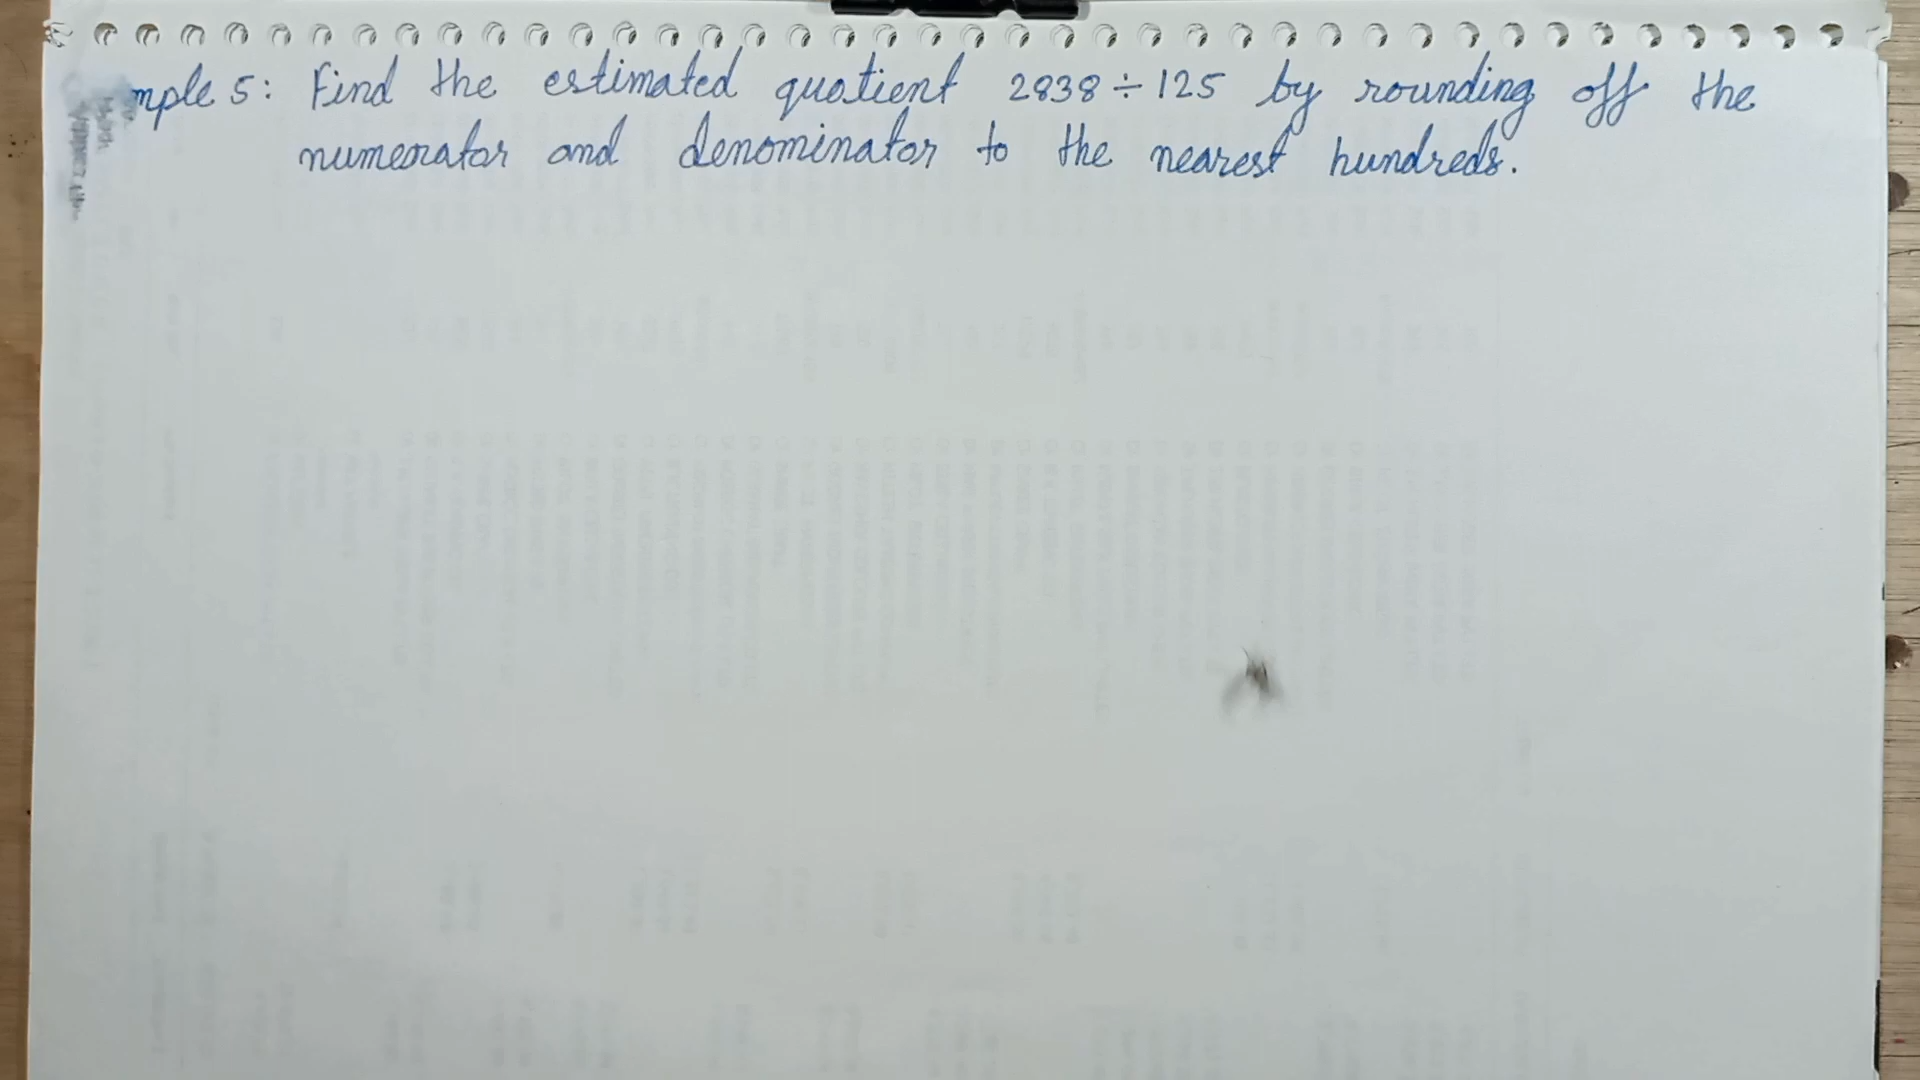 mple 5: Find the estimated quotient 2838 ÷ 125 by rounding off the
numerator and denominator to the nearest hundreds.